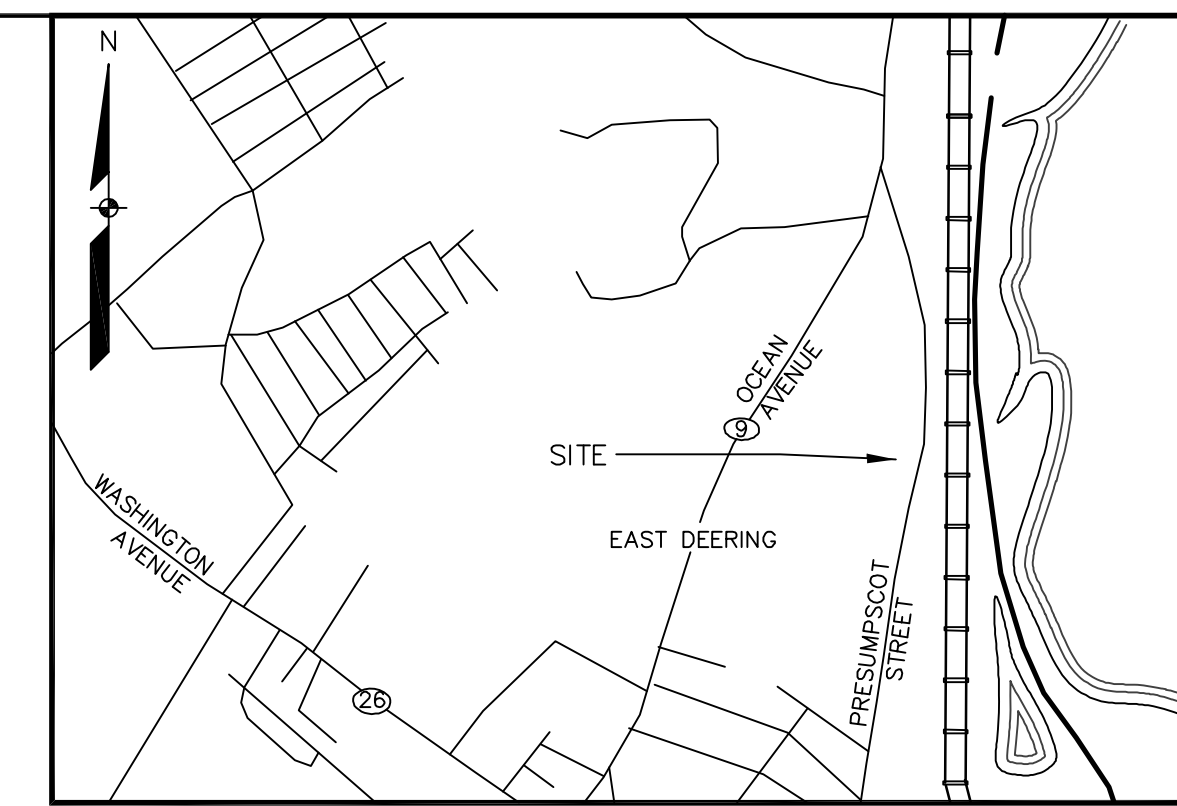 N
OCEAN
AVENUE
9
SITE
EAST DEERING
WASHINGTON
AVENUE
PRESUMPSCOT
STREET
26